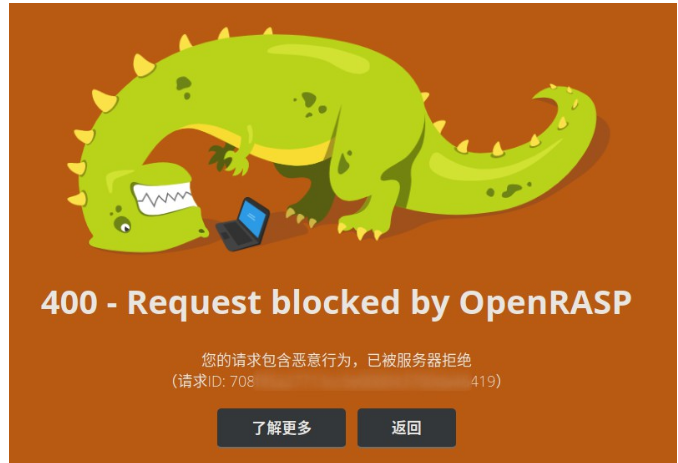 400 - Request blocked by OpenRASP
您的请求包含恶意行为，已被服务器拒绝
（请求ID: 708 419）
了解更多
返回